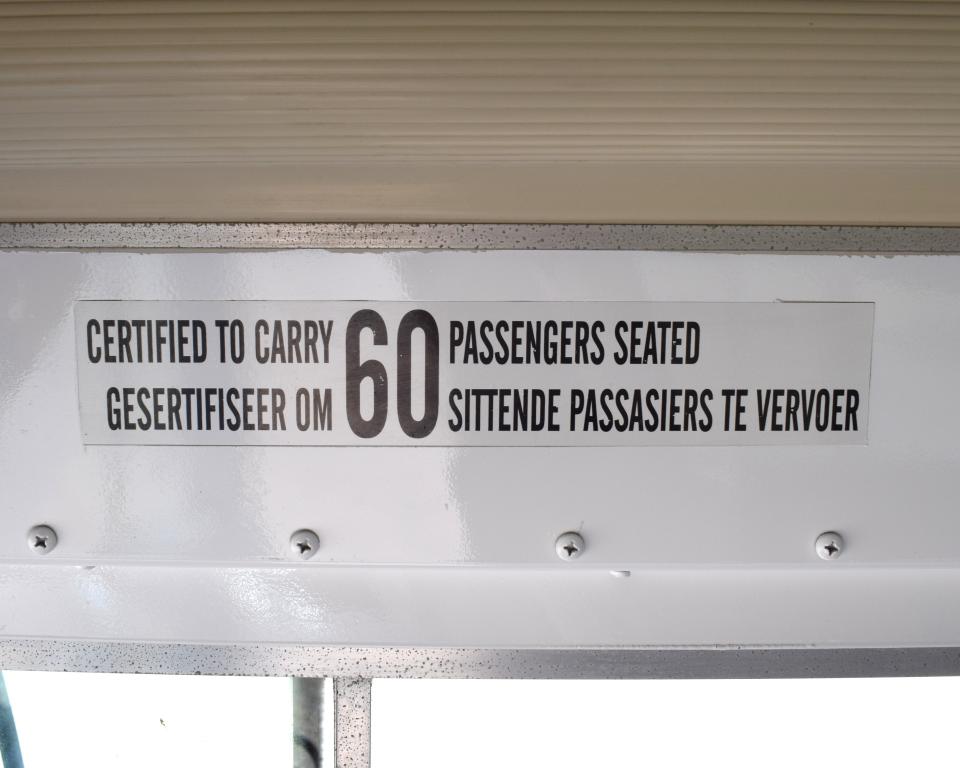 CERTIFIED TO CARRY 60 PASSENGERS SEATED
GESERTIFISEER OM SITTENDE PASSASIERS TE VERVOER